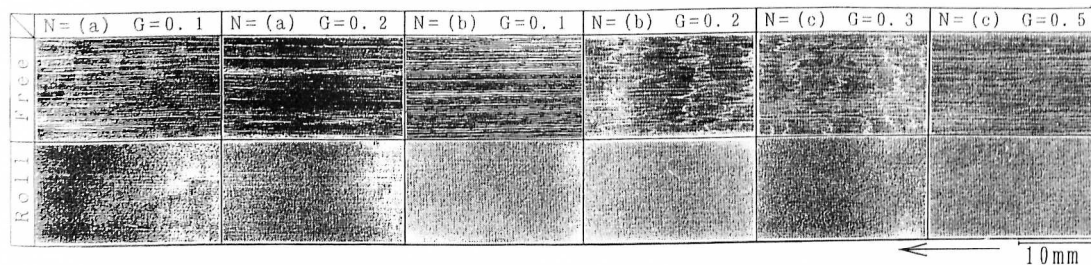 N=(a) G=0.1 N=(a) G=0.2 N=(b) G=0.1 N=(b) G=0.2 N=(c) G=0.3 N=(c) G=0.5
Free
Roll
10mm